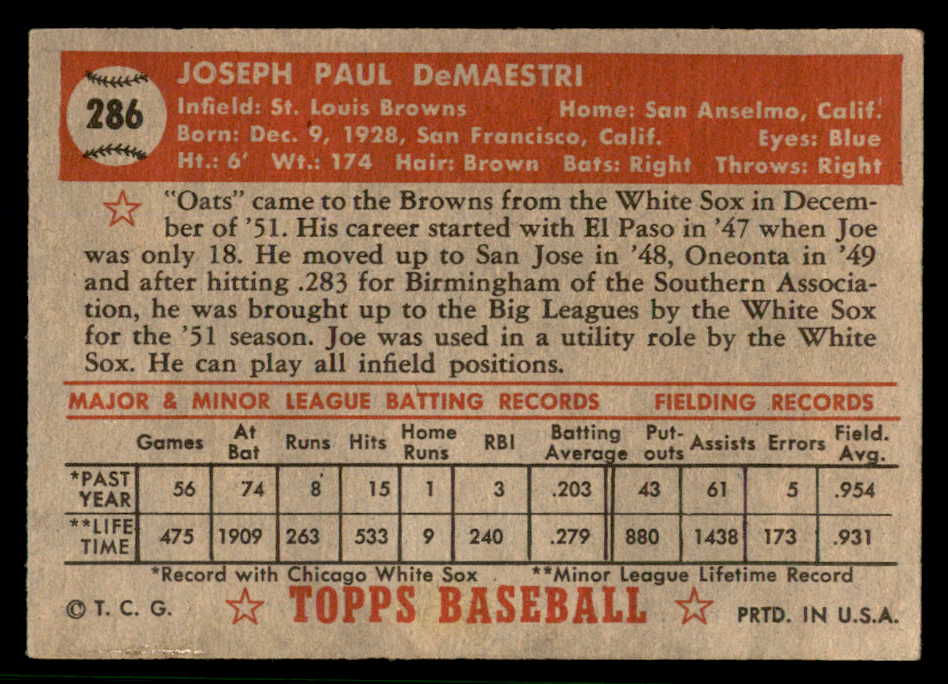 286
JOSEPH PAUL DeMAESTRI
Infield: St. Louis Browns Home: San Anselmo, Calif.
Born: Dec. 9, 1928, San Francisco, Calif. Eyes: Blue
Ht.: 6' Wt.: 174 Hair: Brown Bats: Right Throws: Right
"Oats" came to the Browns from the White Sox in Decem-
ber of '51. His career started with El Paso in '47 when Joe
was only 18. He moved up to San Jose in '48, Oneonta in '49
and after hitting .283 for Birmingham of the Southern Associa-
tion, he was brought up to the Big Leagues by the White Sox
for the '51 season. Joe was used in a utility role by the White
Sox. He can play all infield positions.
MAJOR & MINOR LEAGUE BATTING RECORDS FIELDING RECORDS
Games At Bat Runs Hits Home Runs RBI Batting Average Put-outs Assists Errors Field. Avg.
*PAST YEAR 56 74 8 15 1 3 .203 43 61 5 .954
**LIFE TIME 475 1909 263 533 9 240 .279 880 1438 173 .931
*Record with Chicago White Sox **Minor League Lifetime Record
© T. C. G. TOPPS BASEBALL PRTD. IN U.S.A.